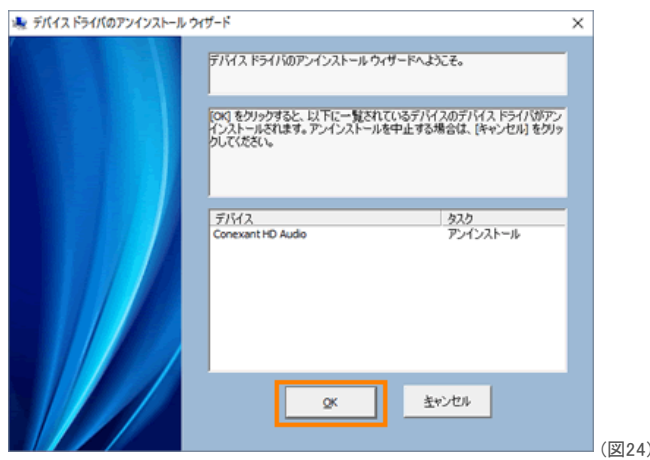 デバイス ドライバのアンインストール ウィザード
デバイス ドライバのアンインストール ウィザードへようこそ。
[OK] をクリックすると、以下に一覧されているデバイスのデバイス ドライバがアン
インストールされます。アンインストールを中止する場合は、[キャンセル] をクリッ
クしてください。
デバイス タスク
Conexant HD Audio アンインストール
OK キャンセル
(図24)